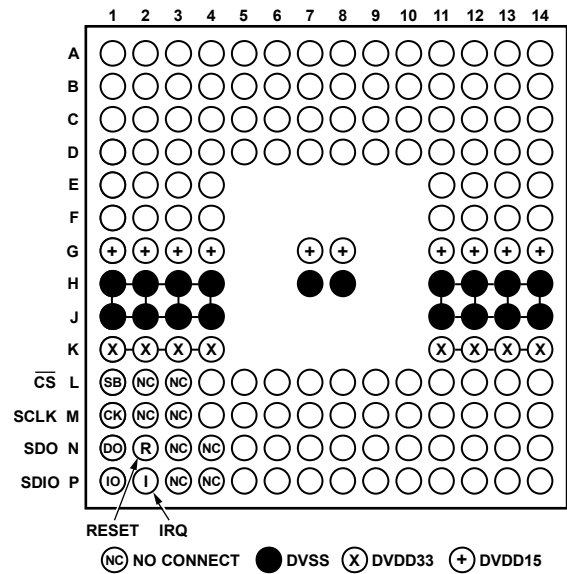 1 2 3 4 5 6 7 8 9 10 11 12 13 14
A
B
C
D
E
F
G + + + + + + + + + +
H
J
K X X X X X X X X
CS L SB NC NC
SCLK M CK NC NC
SDO N DO R NC NC
SDIO P IO I NC NC
RESET IRQ
NC NO CONNECT DVSS X DVDD33 + DVDD15